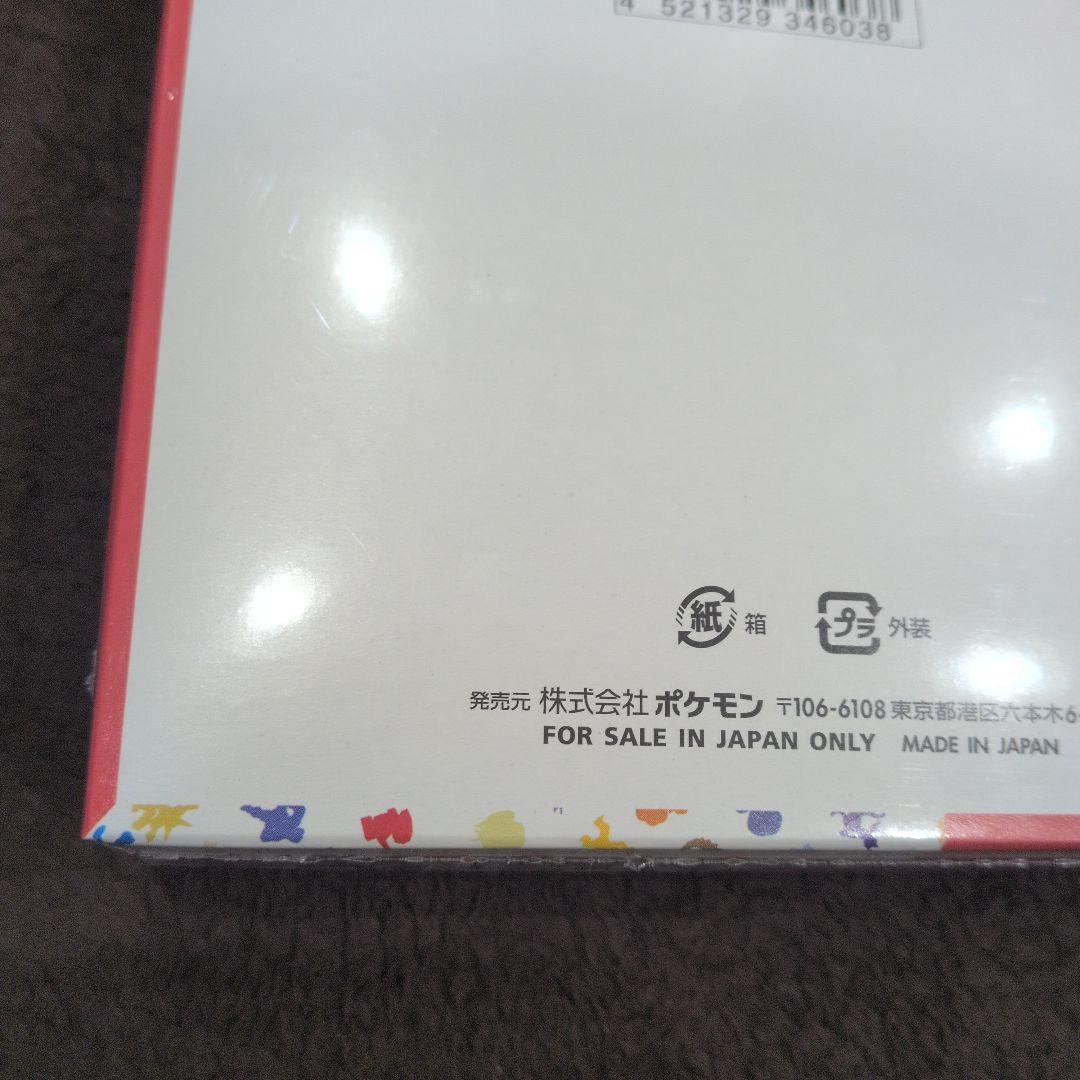 4 521329 346038
紙 箱 プラ 外装
発売元 株式会社 ポケモン 〒106-6108 東京都港区六本木6-
FOR SALE IN JAPAN ONLY MADE IN JAPAN